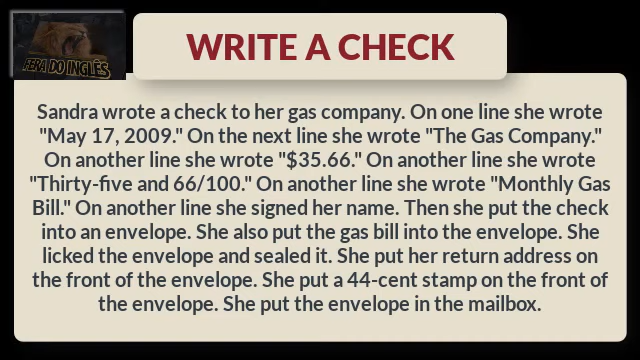 FERA DO INGLÊS
WRITE A CHECK
Sandra wrote a check to her gas company. On one line she wrote
"May 17, 2009." On the next line she wrote "The Gas Company."
On another line she wrote "$35.66." On another line she wrote
"Thirty-five and 66/100." On another line she wrote "Monthly Gas
Bill." On another line she signed her name. Then she put the check
into an envelope. She also put the gas bill into the envelope. She
licked the envelope and sealed it. She put her return address on
the front of the envelope. She put a 44-cent stamp on the front of
the envelope. She put the envelope in the mailbox.